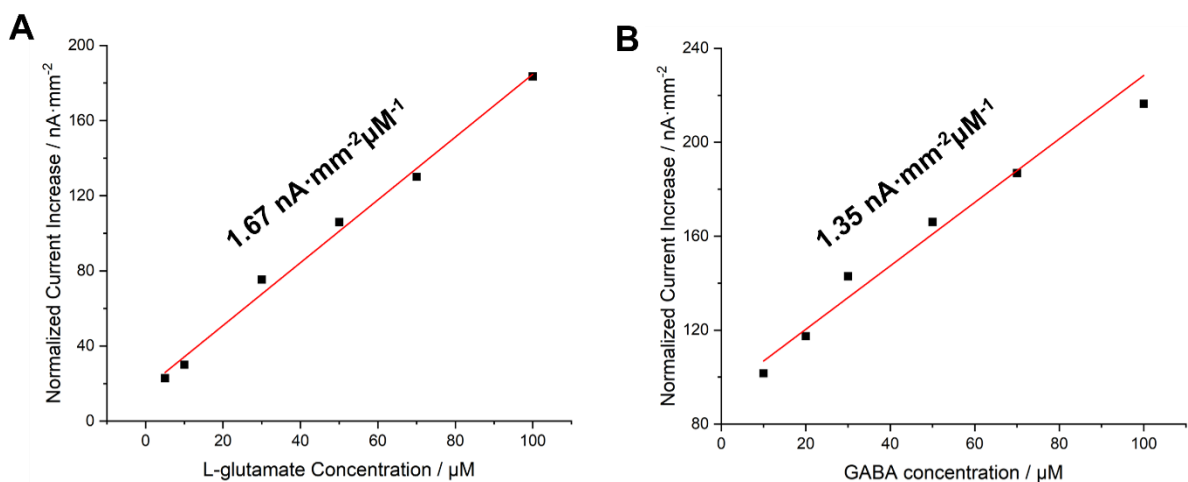 A
Normalized Current Increase / nA·mm⁻²
200
160
120
80
40
0
1.67 nA·mm⁻²µM⁻¹
0
20
40
60
80
100
L-glutamate Concentration / µM
B
Normalized Current Increase / nA·mm⁻²
240
200
160
120
80
1.35 nA·mm⁻²µM⁻¹
0
20
40
60
80
100
GABA concentration / µM